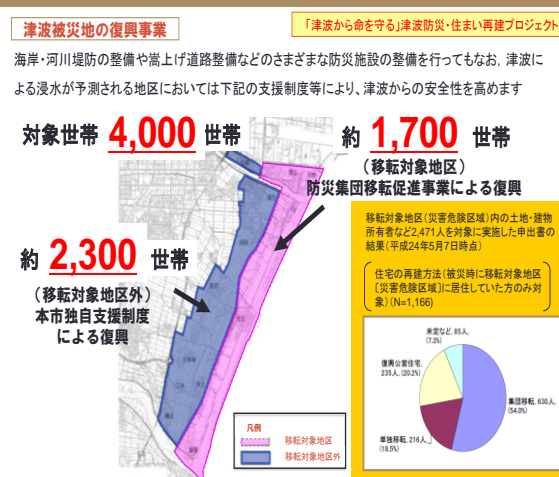 津波被災地の復興事業
「津波から命を守る」津波防災・住まい再建プロジェクト
海岸・河川堤防の整備や嵩上げ道路整備などのさまざまな防災施設の整備を行ってもなお，津波に
よる浸水が予測される地区においては下記の支援制度等により、津波からの安全性を高めます
対象世帯 4,000 世帯
約 1,700 世帯
（移転対象地区）
防災集団移転促進事業による復興
約 2,300 世帯
（移転対象地区外）
本市独自支援制度
による復興
移転対象地区（災害危険区域）内の土地・建物
所有者など2,471人を対象に実施した申出書の
結果（平成24年5月7日時点）
住宅の再建方法（被災時に移転対象地区
〔災害危険区域〕に居住していた方のみ対
象）（N=1,166）
未定など, 85人,
(7.3%)
復興公営住宅,
235人, (20.2%)
集団移転, 630人,
(54.0%)
単独移転, 216人,
(18.5%)
凡例
移転対象地区
移転対象地区外